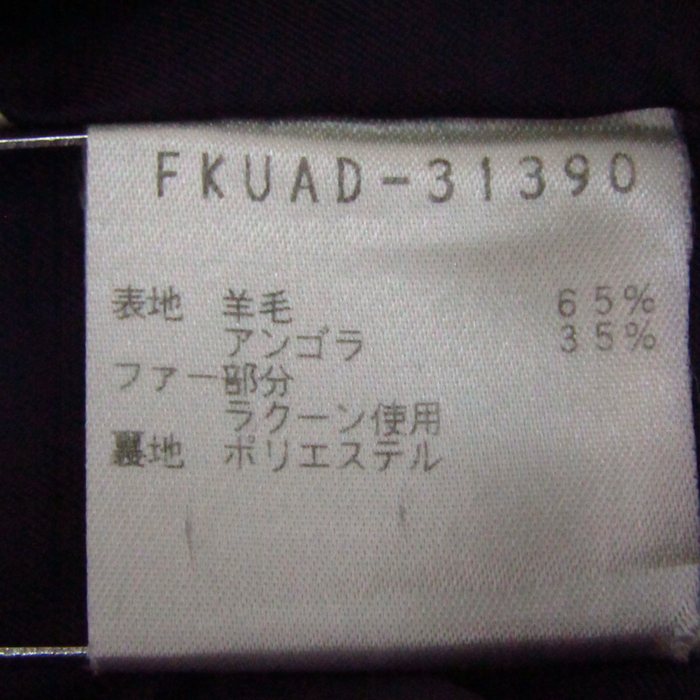 FKUAD-31390
表地 羊毛 65%
アンゴラ 35%
ファー部分
ラクーン使用
裏地 ポリエステル